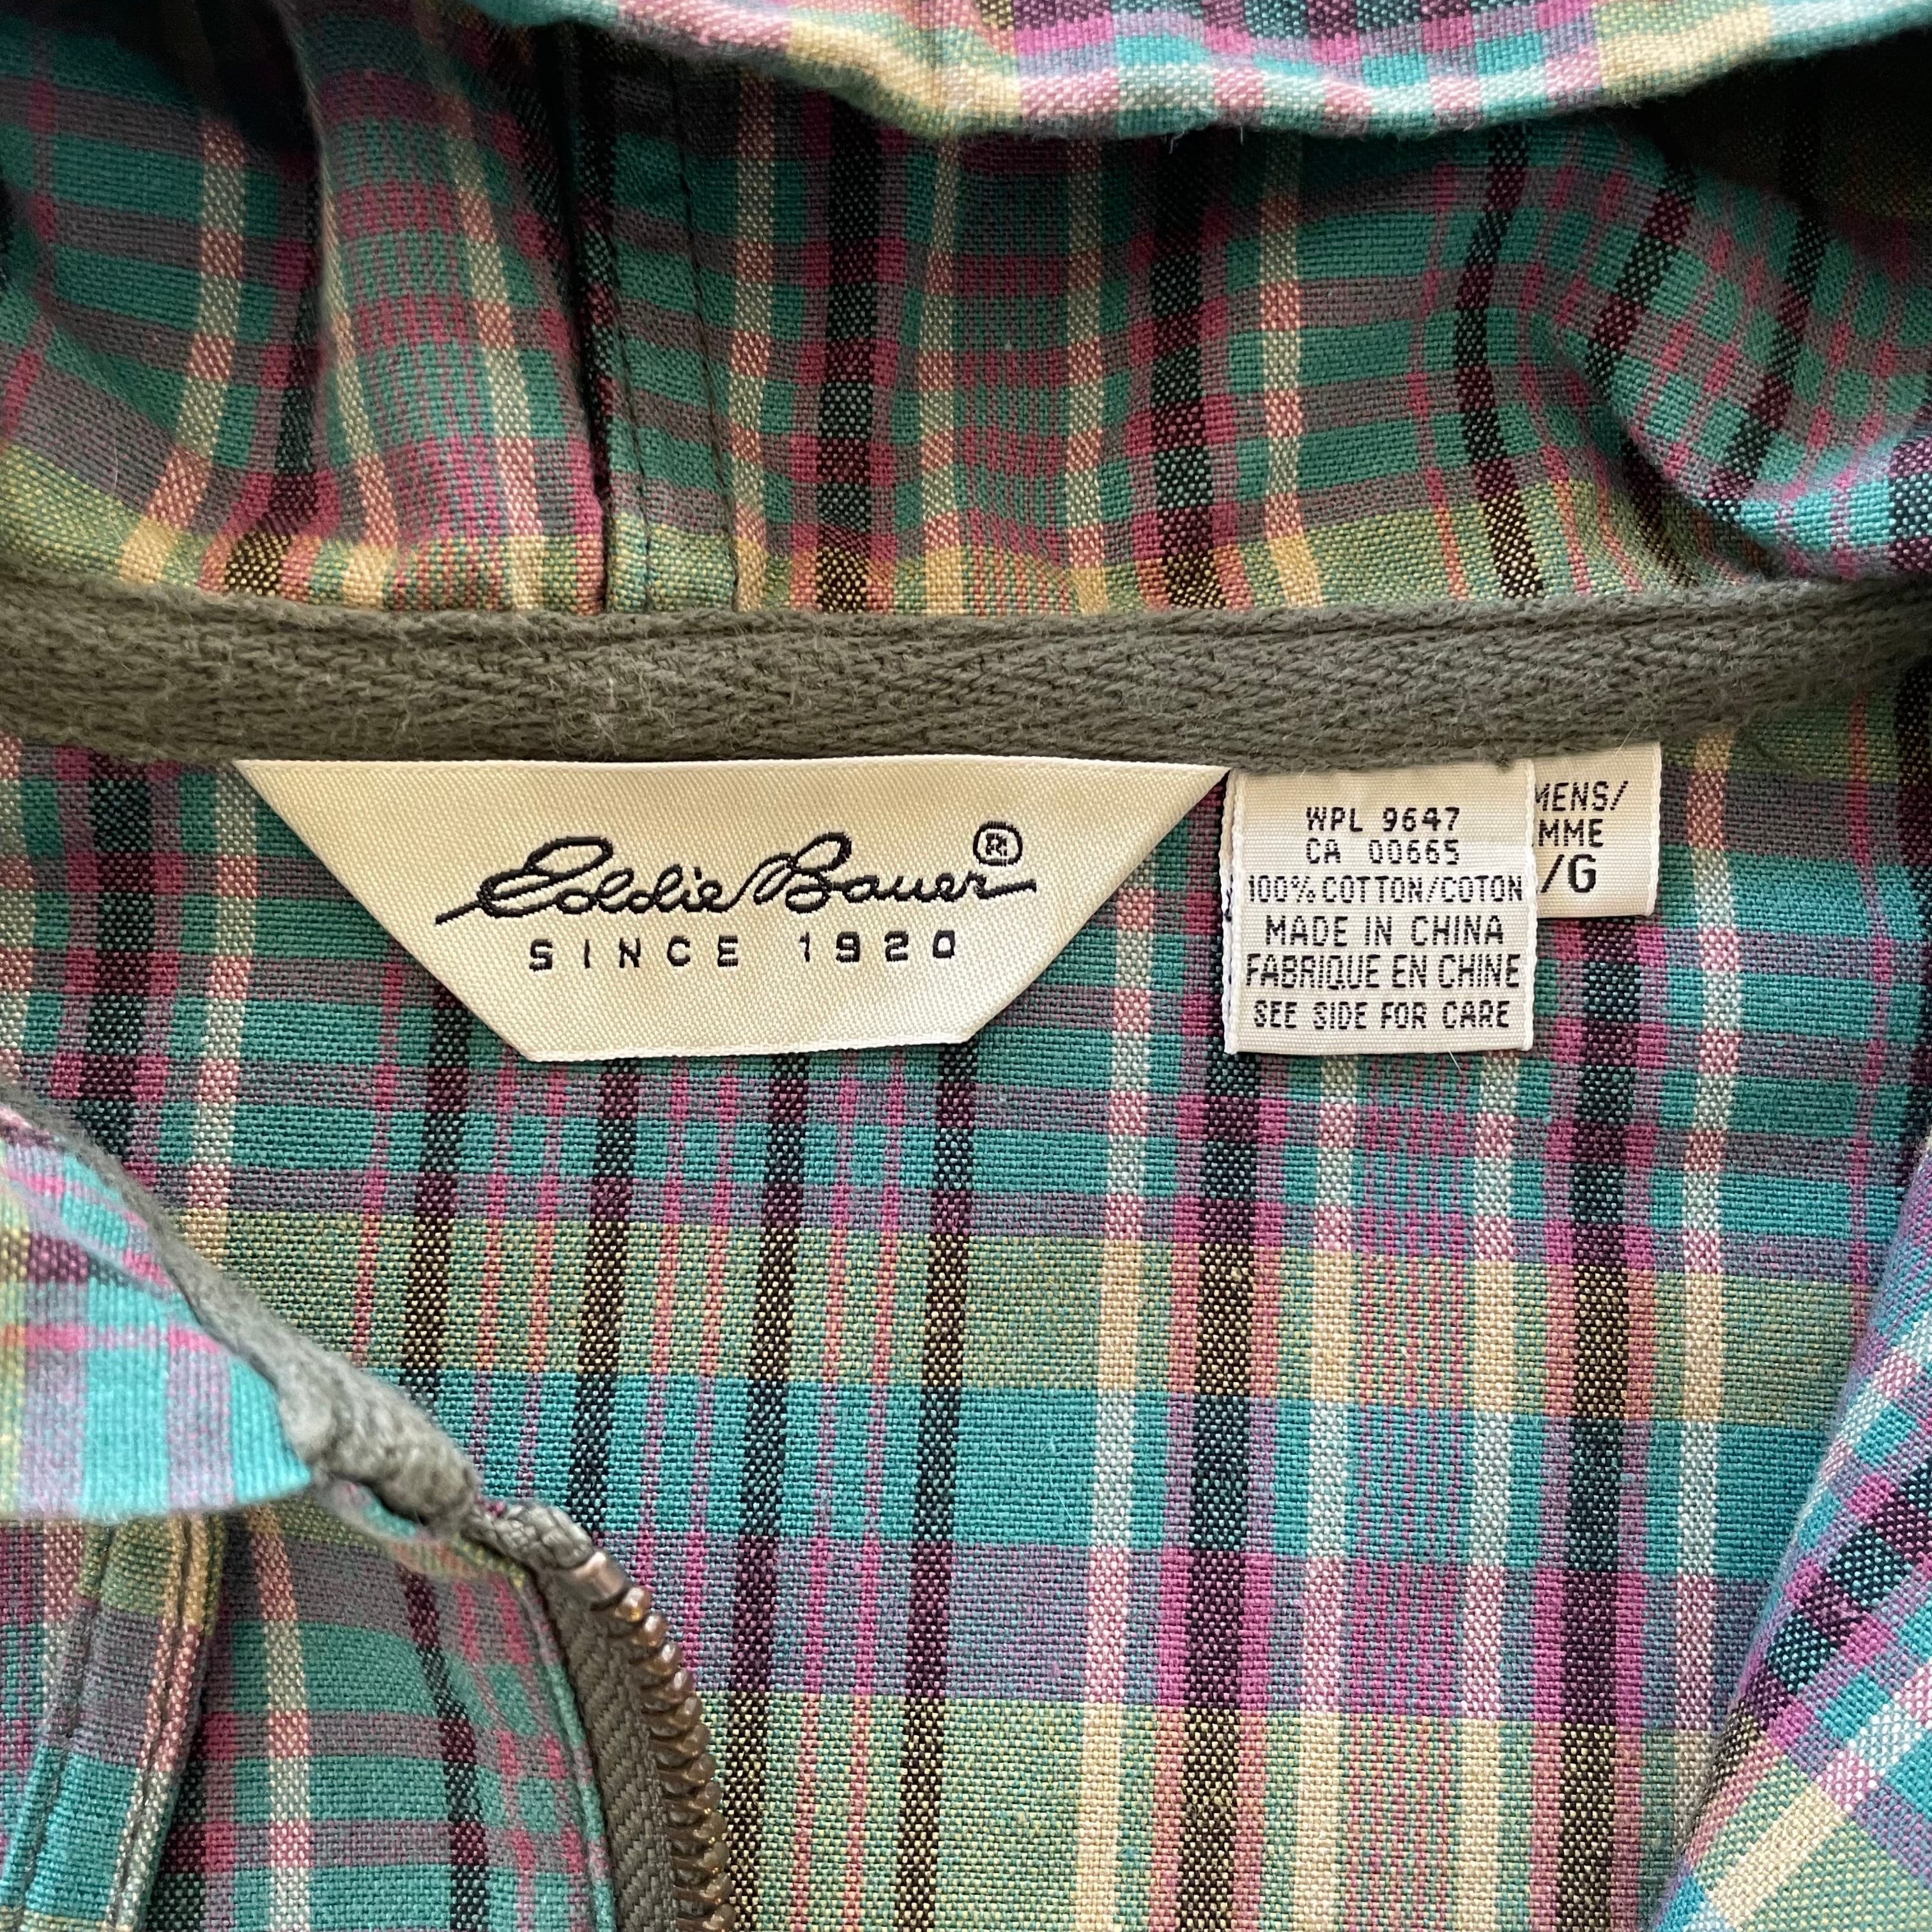 Eddie Bauer®
SINCE 1920
WPL 9647
CA 00665
100% COTTON/COTON
MADE IN CHINA
FABRIQUE EN CHINE
SEE SIDE FOR CARE
MENS/
MME
/G